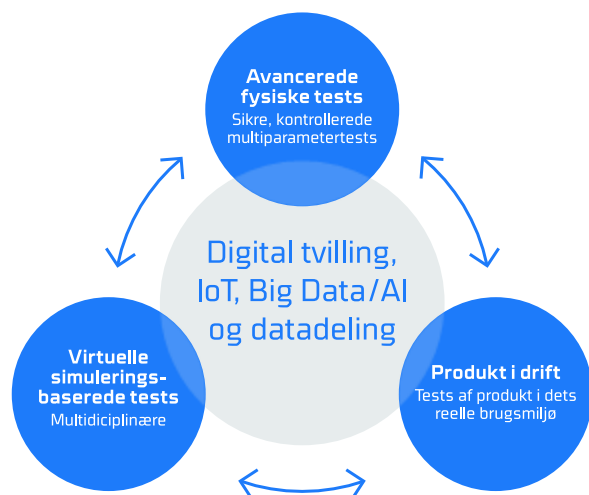 Avancerede
fysiske tests
Sikre, kontrollerede
multiparametertests
Digital tvilling,
IoT, Big Data/AI
og datadeling
Virtuelle
simulerings-
baserede tests
Multidiciplinære
Produkt i drift
Tests af produkt i dets
reelle brugsmiljø